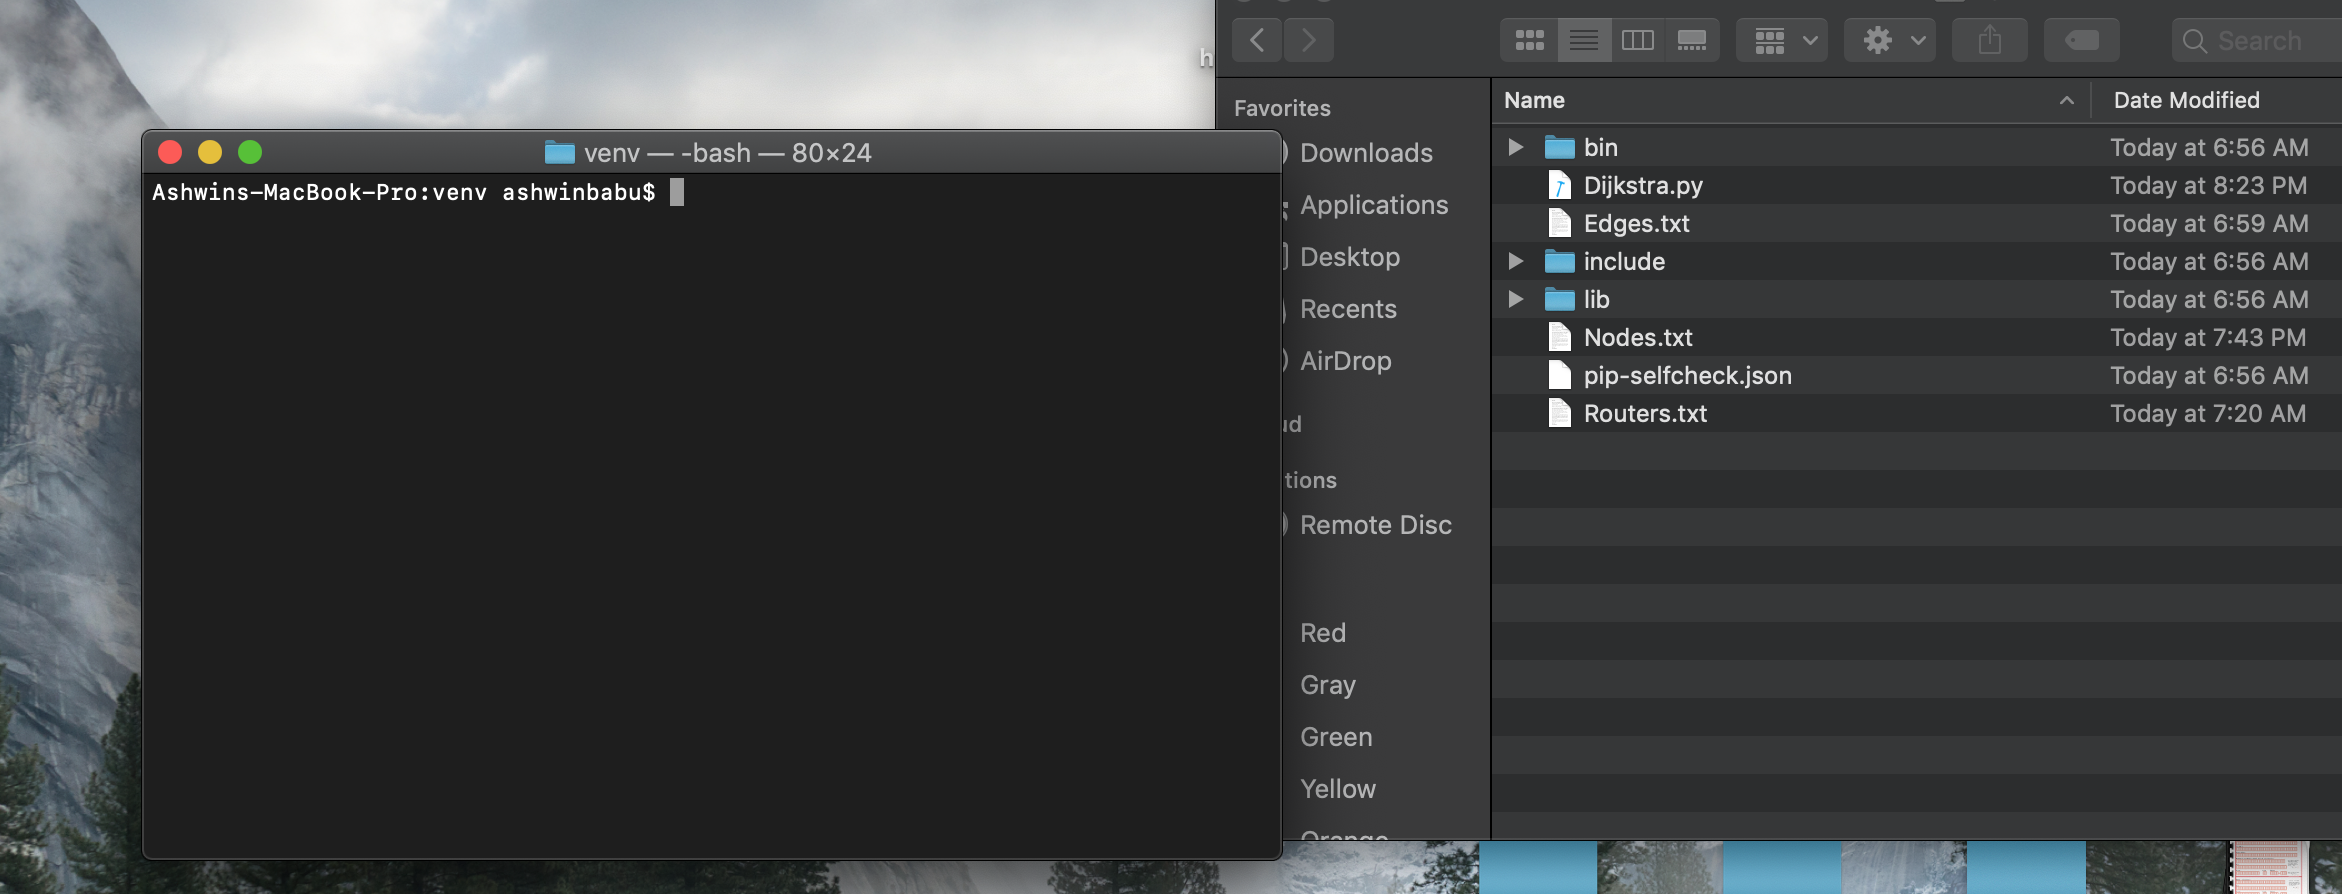 h
Search
Favorites
Name
Date Modified
venv — -bash — 80×24
Ashwins-MacBook-Pro:venv ashwinbabu$
Downloads
Applications
Desktop
Recents
AirDrop
ud
tions
Remote Disc
Red
Gray
Green
Yellow
Orange
bin Today at 6:56 AM
Dijkstra.py Today at 8:23 PM
Edges.txt Today at 6:59 AM
include Today at 6:56 AM
lib Today at 6:56 AM
Nodes.txt Today at 7:43 PM
pip-selfcheck.json Today at 6:56 AM
Routers.txt Today at 7:20 AM